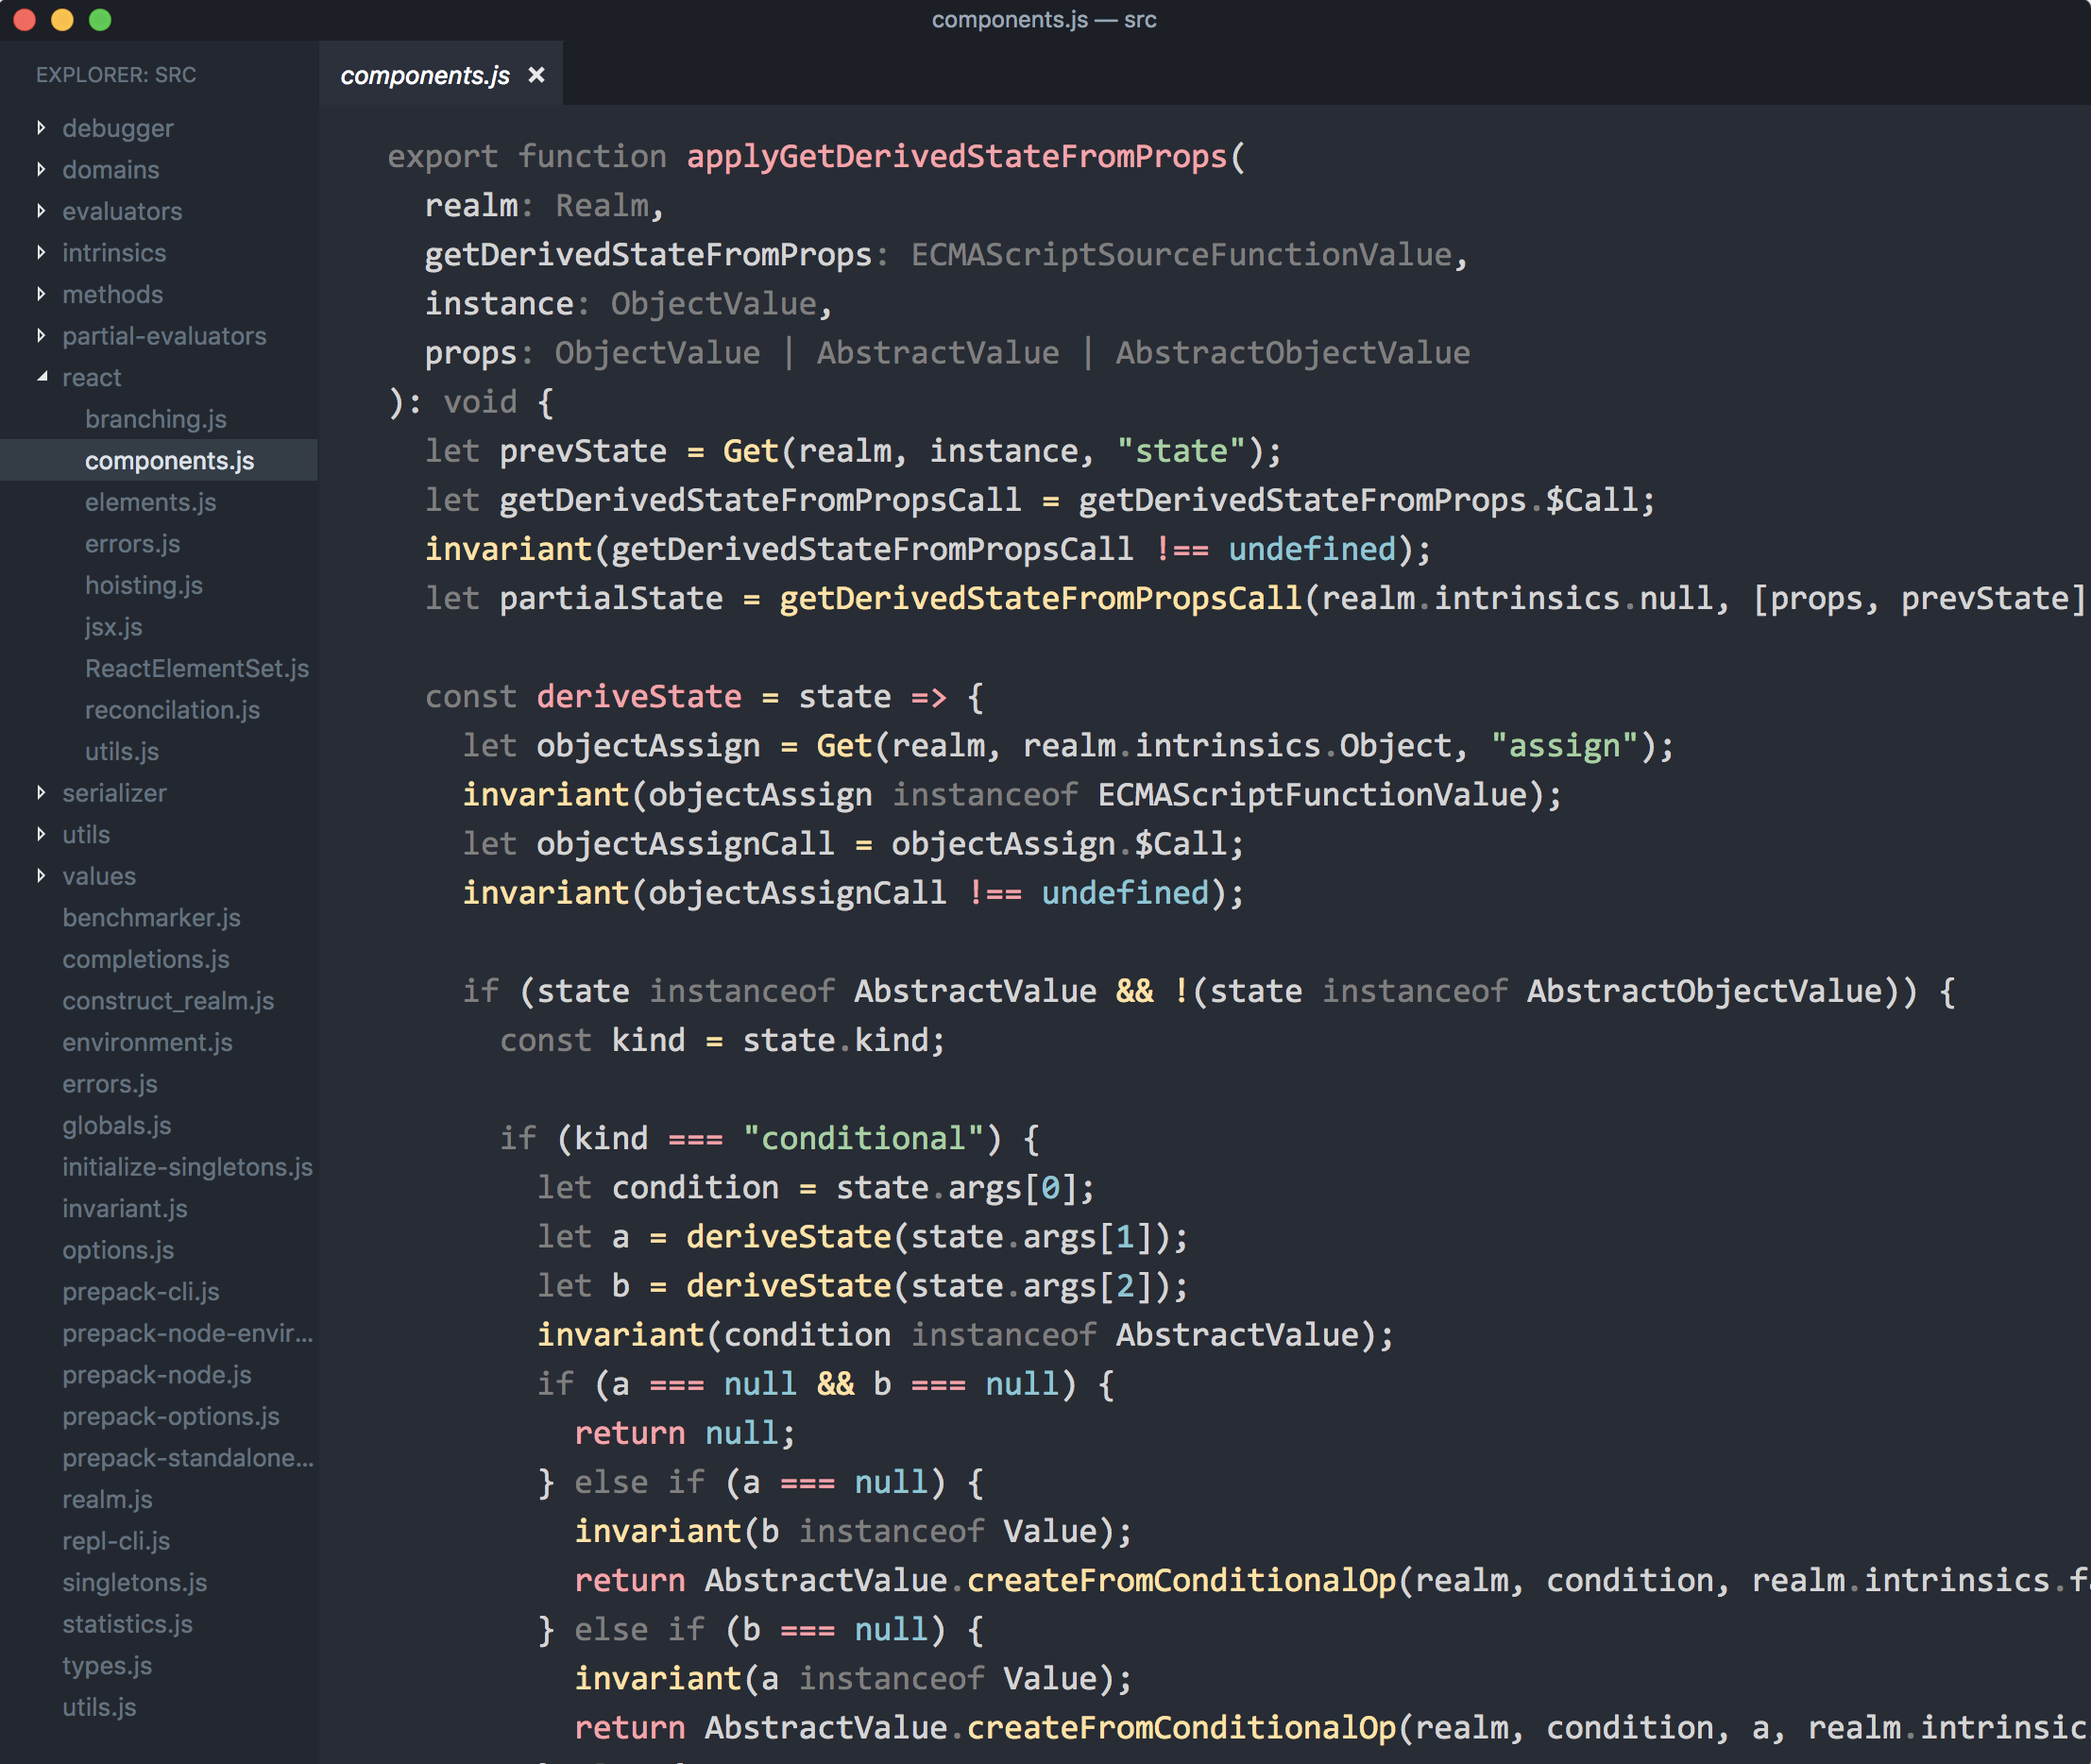 components.js — src
EXPLORER: SRC
debugger
domains
evaluators
intrinsics
methods
partial-evaluators
react
branching.js
components.js
elements.js
errors.js
hoisting.js
jsx.js
ReactElementSet.js
reconcilation.js
utils.js
serializer
utils
values
benchmarker.js
completions.js
construct_realm.js
environment.js
errors.js
globals.js
initialize-singletons.js
invariant.js
options.js
prepack-cli.js
prepack-node-envir...
prepack-node.js
prepack-options.js
prepack-standalone...
realm.js
repl-cli.js
singletons.js
statistics.js
types.js
utils.js
components.js ×
export function applyGetDerivedStateFromProps(
  realm: Realm,
  getDerivedStateFromProps: ECMAScriptSourceFunctionValue,
  instance: ObjectValue,
  props: ObjectValue | AbstractValue | AbstractObjectValue
): void {
  let prevState = Get(realm, instance, "state");
  let getDerivedStateFromPropsCall = getDerivedStateFromProps.$Call;
  invariant(getDerivedStateFromPropsCall !== undefined);
  let partialState = getDerivedStateFromPropsCall(realm.intrinsics.null, [props, prevState]
  const deriveState = state => {
    let objectAssign = Get(realm, realm.intrinsics.Object, "assign");
    invariant(objectAssign instanceof ECMAScriptFunctionValue);
    let objectAssignCall = objectAssign.$Call;
    invariant(objectAssignCall !== undefined);
    if (state instanceof AbstractValue && !(state instanceof AbstractObjectValue)) {
      const kind = state.kind;
      if (kind === "conditional") {
        let condition = state.args[0];
        let a = deriveState(state.args[1]);
        let b = deriveState(state.args[2]);
        invariant(condition instanceof AbstractValue);
        if (a === null && b === null) {
          return null;
        } else if (a === null) {
          invariant(b instanceof Value);
          return AbstractValue.createFromConditionalOp(realm, condition, realm.intrinsics.
        } else if (b === null) {
          invariant(a instanceof Value);
          return AbstractValue.createFromConditionalOp(realm, condition, a, realm.intrinsic